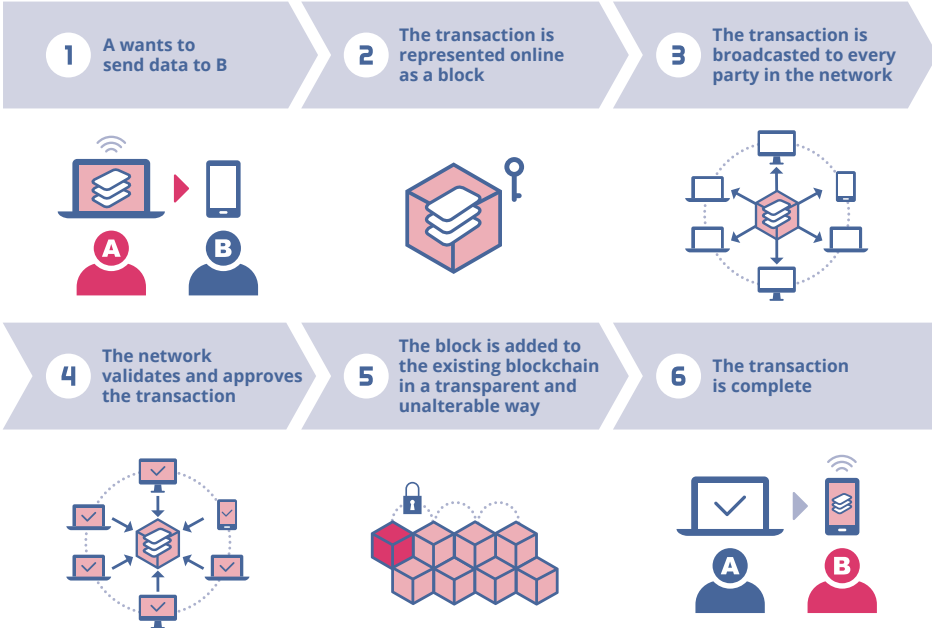 1
A wants to
send data to B
2
The transaction is
represented online
as a block
3
The transaction is
broadcasted to every
party in the network
A
B
4
The network
validates and approves
the transaction
5
The block is added to
the existing blockchain
in a transparent and
unalterable way
6
The transaction
is complete
A
B